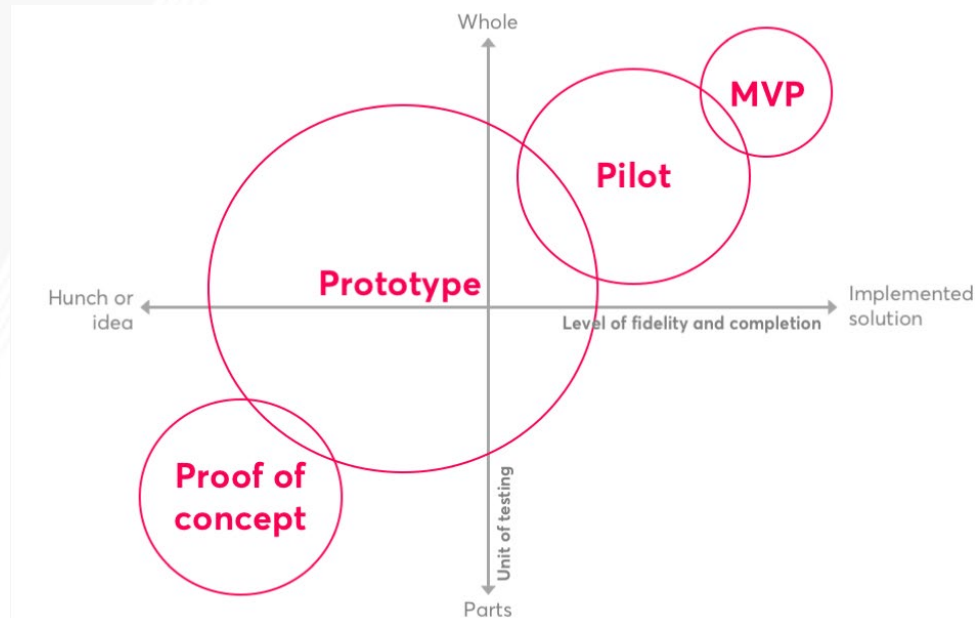 Whole
MVP
Pilot
Prototype
Hunch or
idea
Implemented
solution
Level of fidelity and completion
Proof of
concept
Unit of testing
Parts